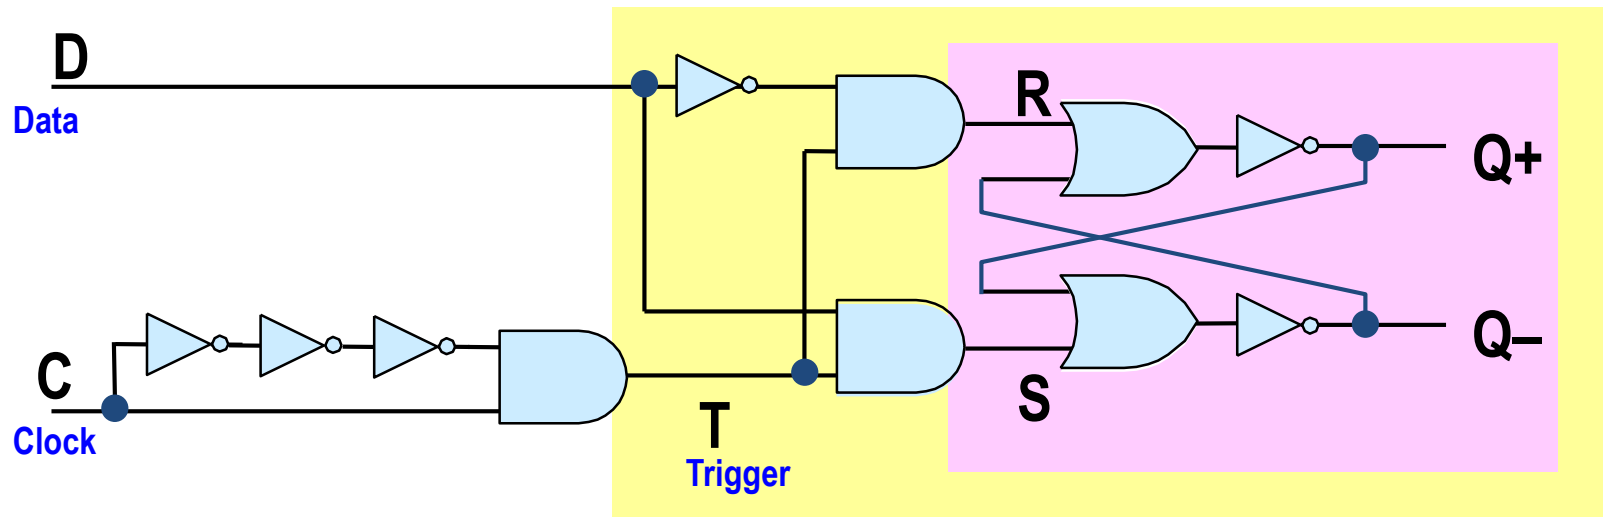 D
Data
R
Q+
C
Clock
T
Trigger
S
Q–